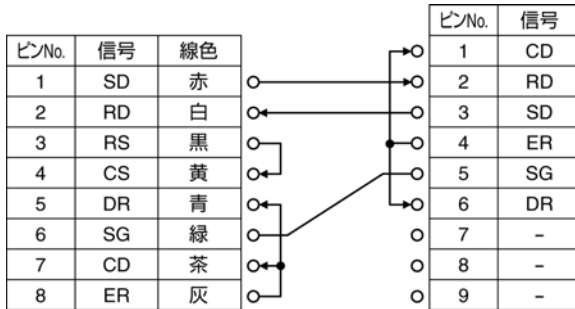 ピンNo. 信号
1 CD
ピンNo. 信号 線色
1 SD 赤
2 RD
2 RD 白
3 SD
3 RS 黒
4 ER
4 CS 黄
5 SG
5 DR 青
6 DR
6 SG 緑
7 -
7 CD 茶
8 -
8 ER 灰
9 -